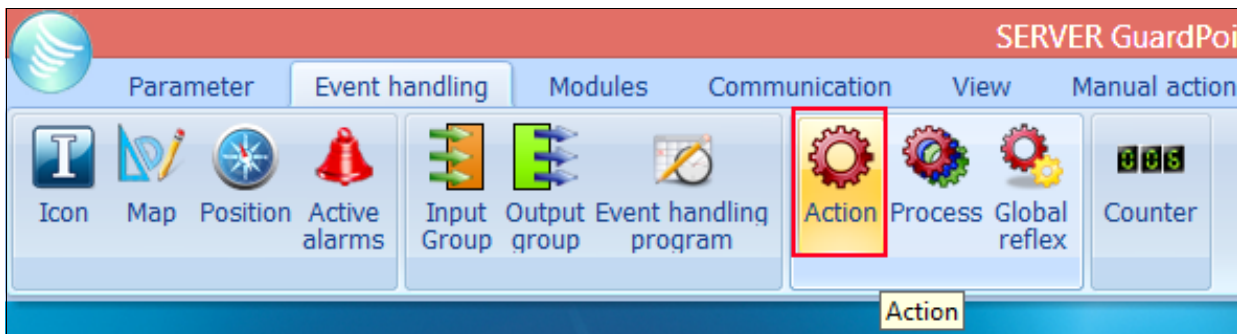 SERVER GuardPoi
Parameter Event handling Modules Communication View Manual action
Icon Map Position Active alarms Input Group Output group Event handling program Action Process Global reflex Counter
Action